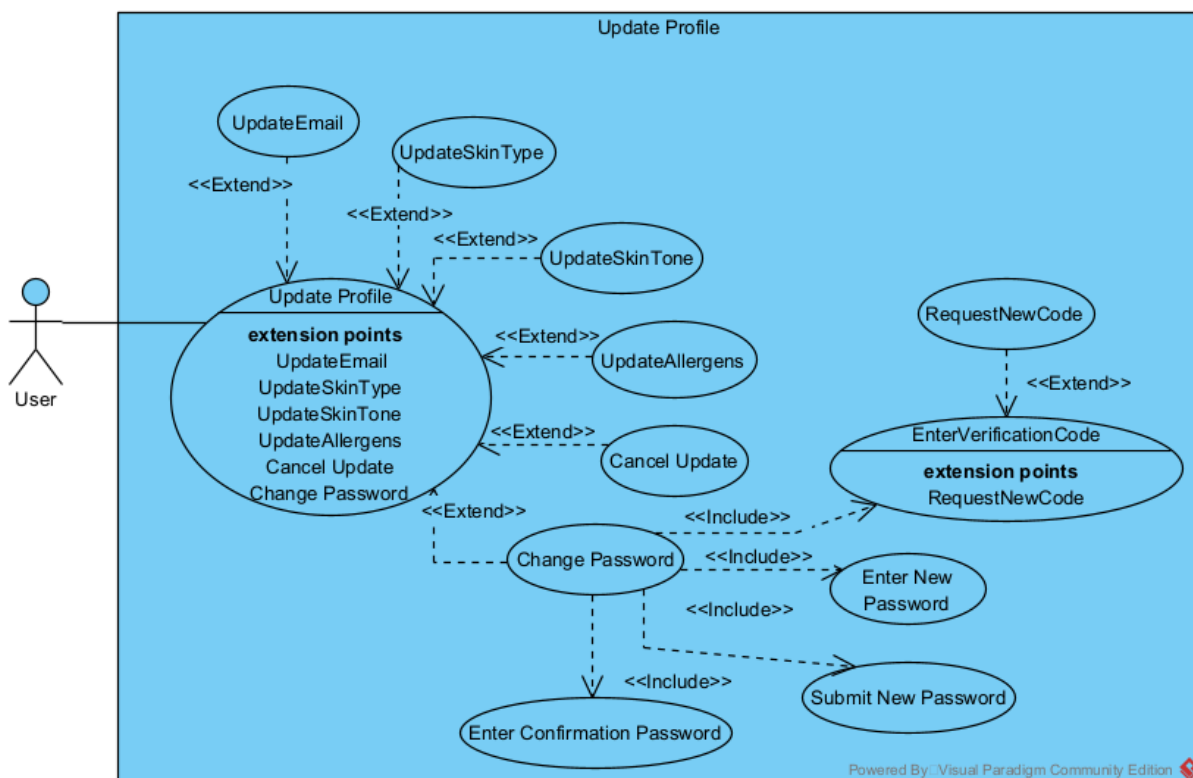 Update Profile
UpdateEmail
UpdateSkinType
<<Extend>>
<<Extend>>
<<Extend>>
UpdateSkinTone
Update Profile
extension points
UpdateEmail
UpdateSkinType
UpdateSkinTone
UpdateAllergens
Cancel Update
Change Password
User
<<Extend>>
UpdateAllergens
<<Extend>>
Cancel Update
<<Extend>>
Change Password
RequestNewCode
<<Extend>>
EnterVerificationCode
extension points
RequestNewCode
<<Include>>
<<Include>>
Enter New
Password
<<Include>>
Submit New Password
<<Include>>
Enter Confirmation Password
Powered By Visual Paradigm Community Edition